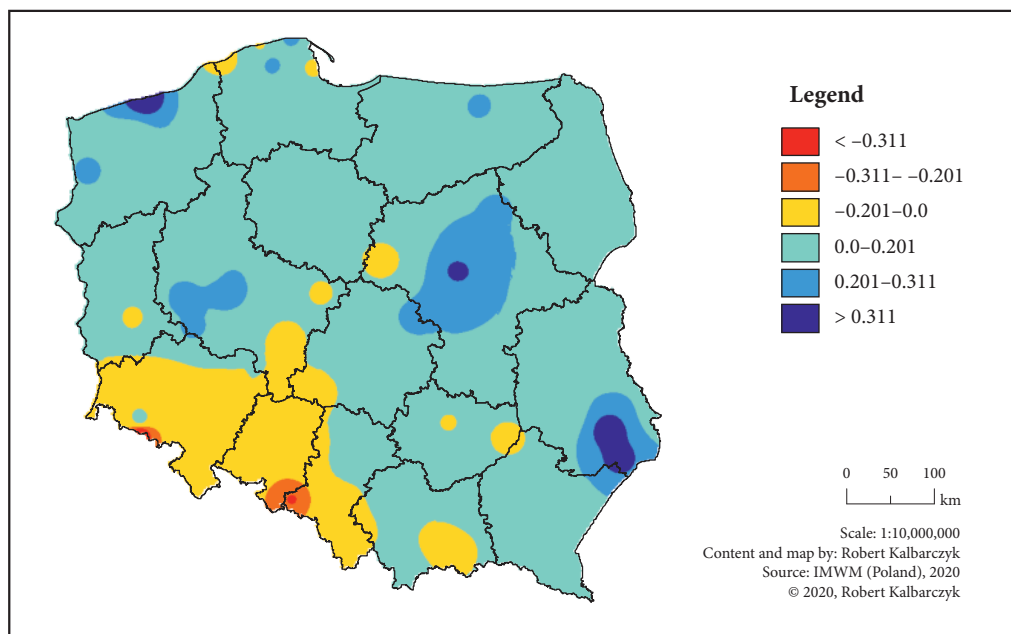 Legend
< –0.311
–0.311– –0.201
–0.201–0.0
0.0–0.201
0.201–0.311
> 0.311
0 50 100
km
Scale: 1:10,000,000
Content and map by: Robert Kalbarczyk
Source: IMWM (Poland), 2020
© 2020, Robert Kalbarczyk